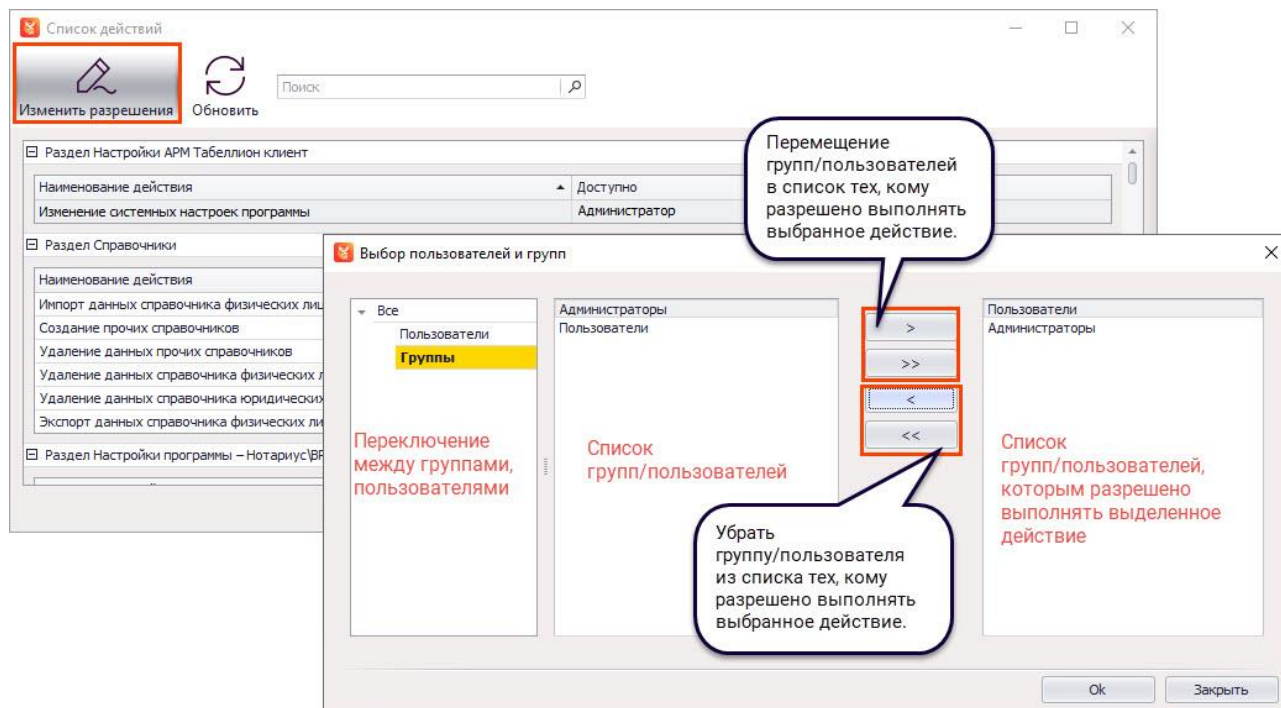 Список действий
Изменить разрешения
Обновить
Поиск
Раздел Настройки АРМ Табеллион клиент
Наименование действия
Доступно
Изменение системных настроек программы
Администратор
Раздел Справочники
Наименование действия
Импорт данных справочника физических лиц
Создание прочих справочников
Удаление данных прочих справочников
Удаление данных справочника физических л
Удаление данных справочника юридических
Экспорт данных справочника физических ли
Раздел Настройки программы – Нотариус\ВР
Перемещение
групп/пользователей
в список тех, кому
разрешено выполнять
выбранное действие.
Выбор пользователей и групп
Все
Пользователи
Группы
Переключение
между группами,
пользователями
Администраторы
Пользователи
Список
групп/пользователей
>
>>
<
<<
Убрать
группу/пользователя
из списка тех, кому
разрешено выполнять
выбранное действие.
Пользователи
Администраторы
Список
групп/пользователей,
которым разрешено
выполнять выделенное
действие
Ok
Закрыть